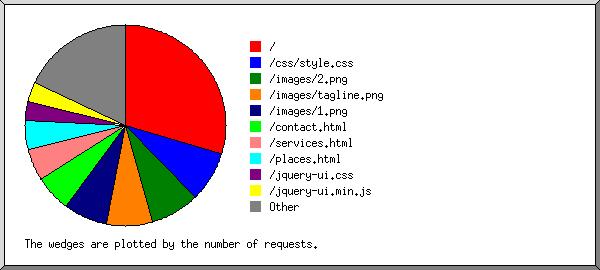 /
/css/style.css
/images/2.png
/images/tagline.png
/images/1.png
/contact.html
/services.html
/places.html
/jquery-ui.css
/jquery-ui.min.js
Other
The wedges are plotted by the number of requests.